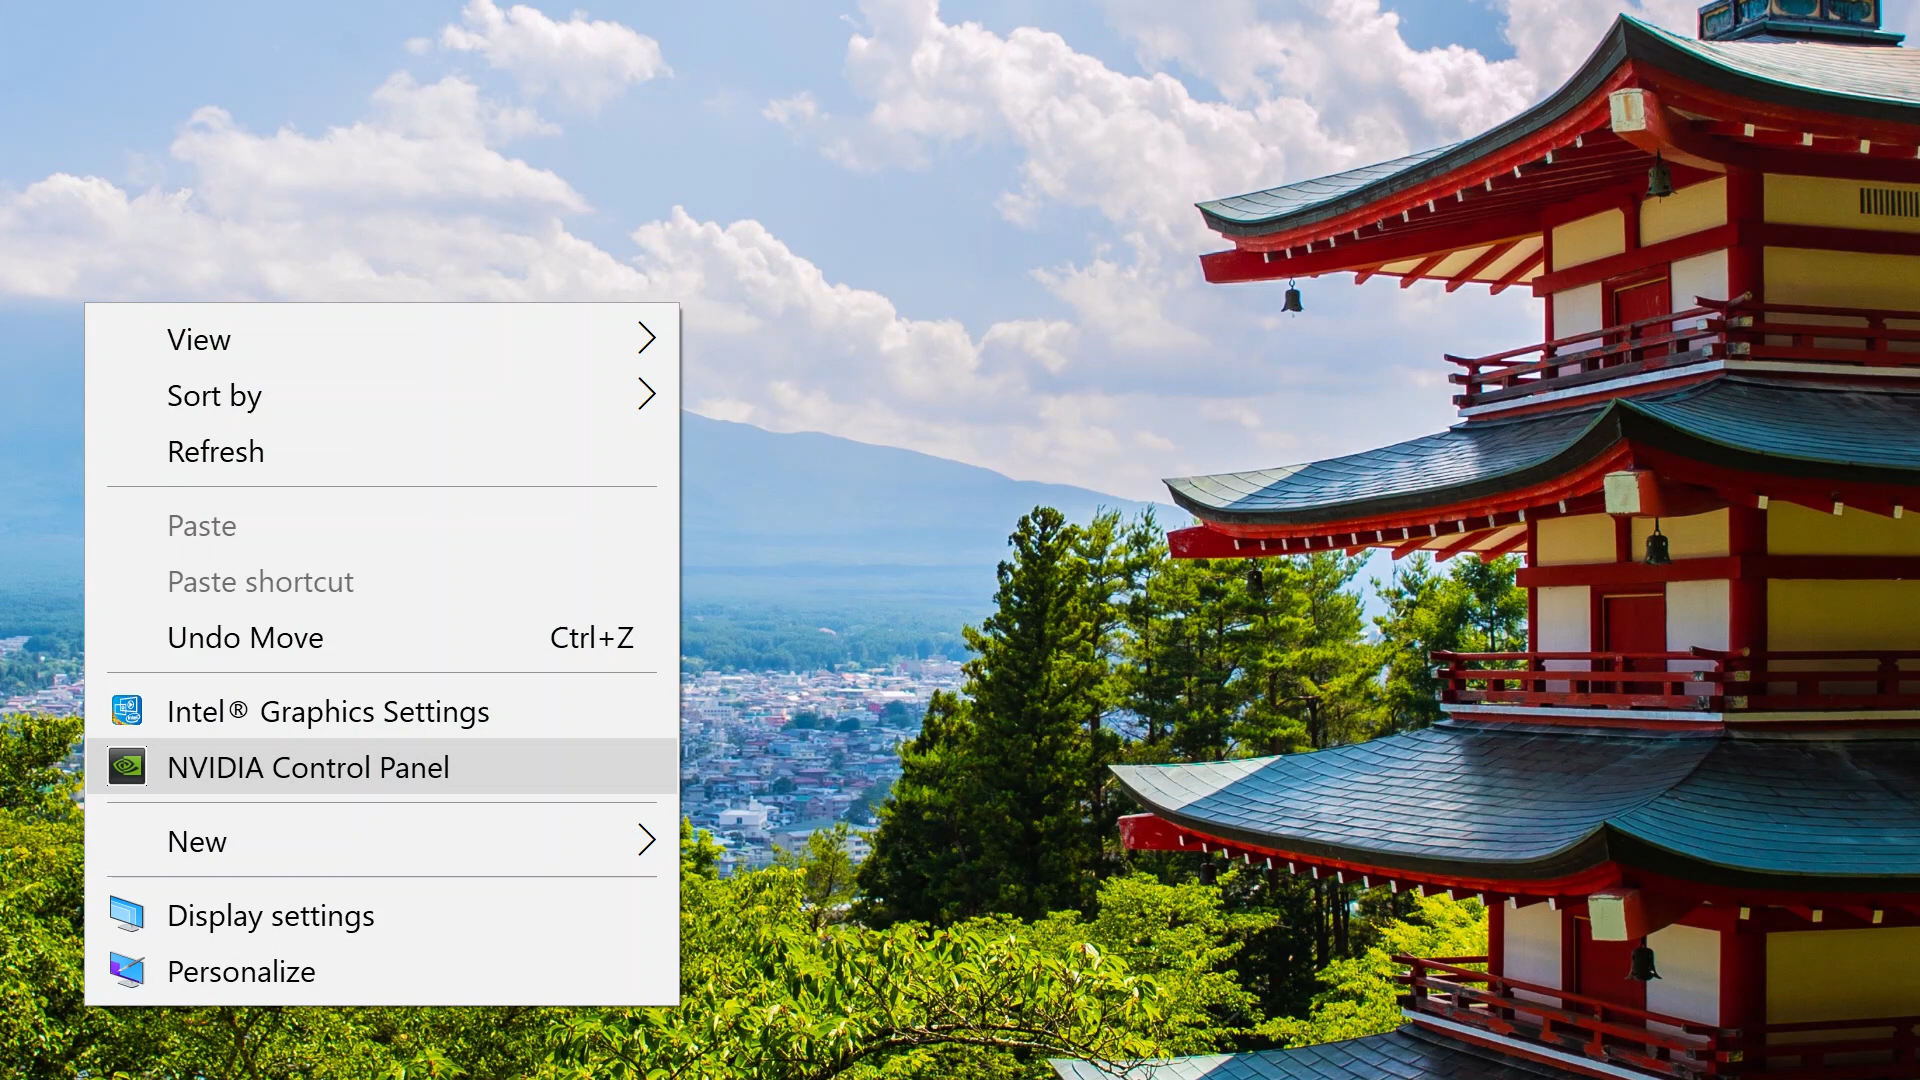 View
Sort by
Refresh
Paste
Paste shortcut
Undo Move Ctrl+Z
Intel® Graphics Settings
NVIDIA Control Panel
New
Display settings
Personalize